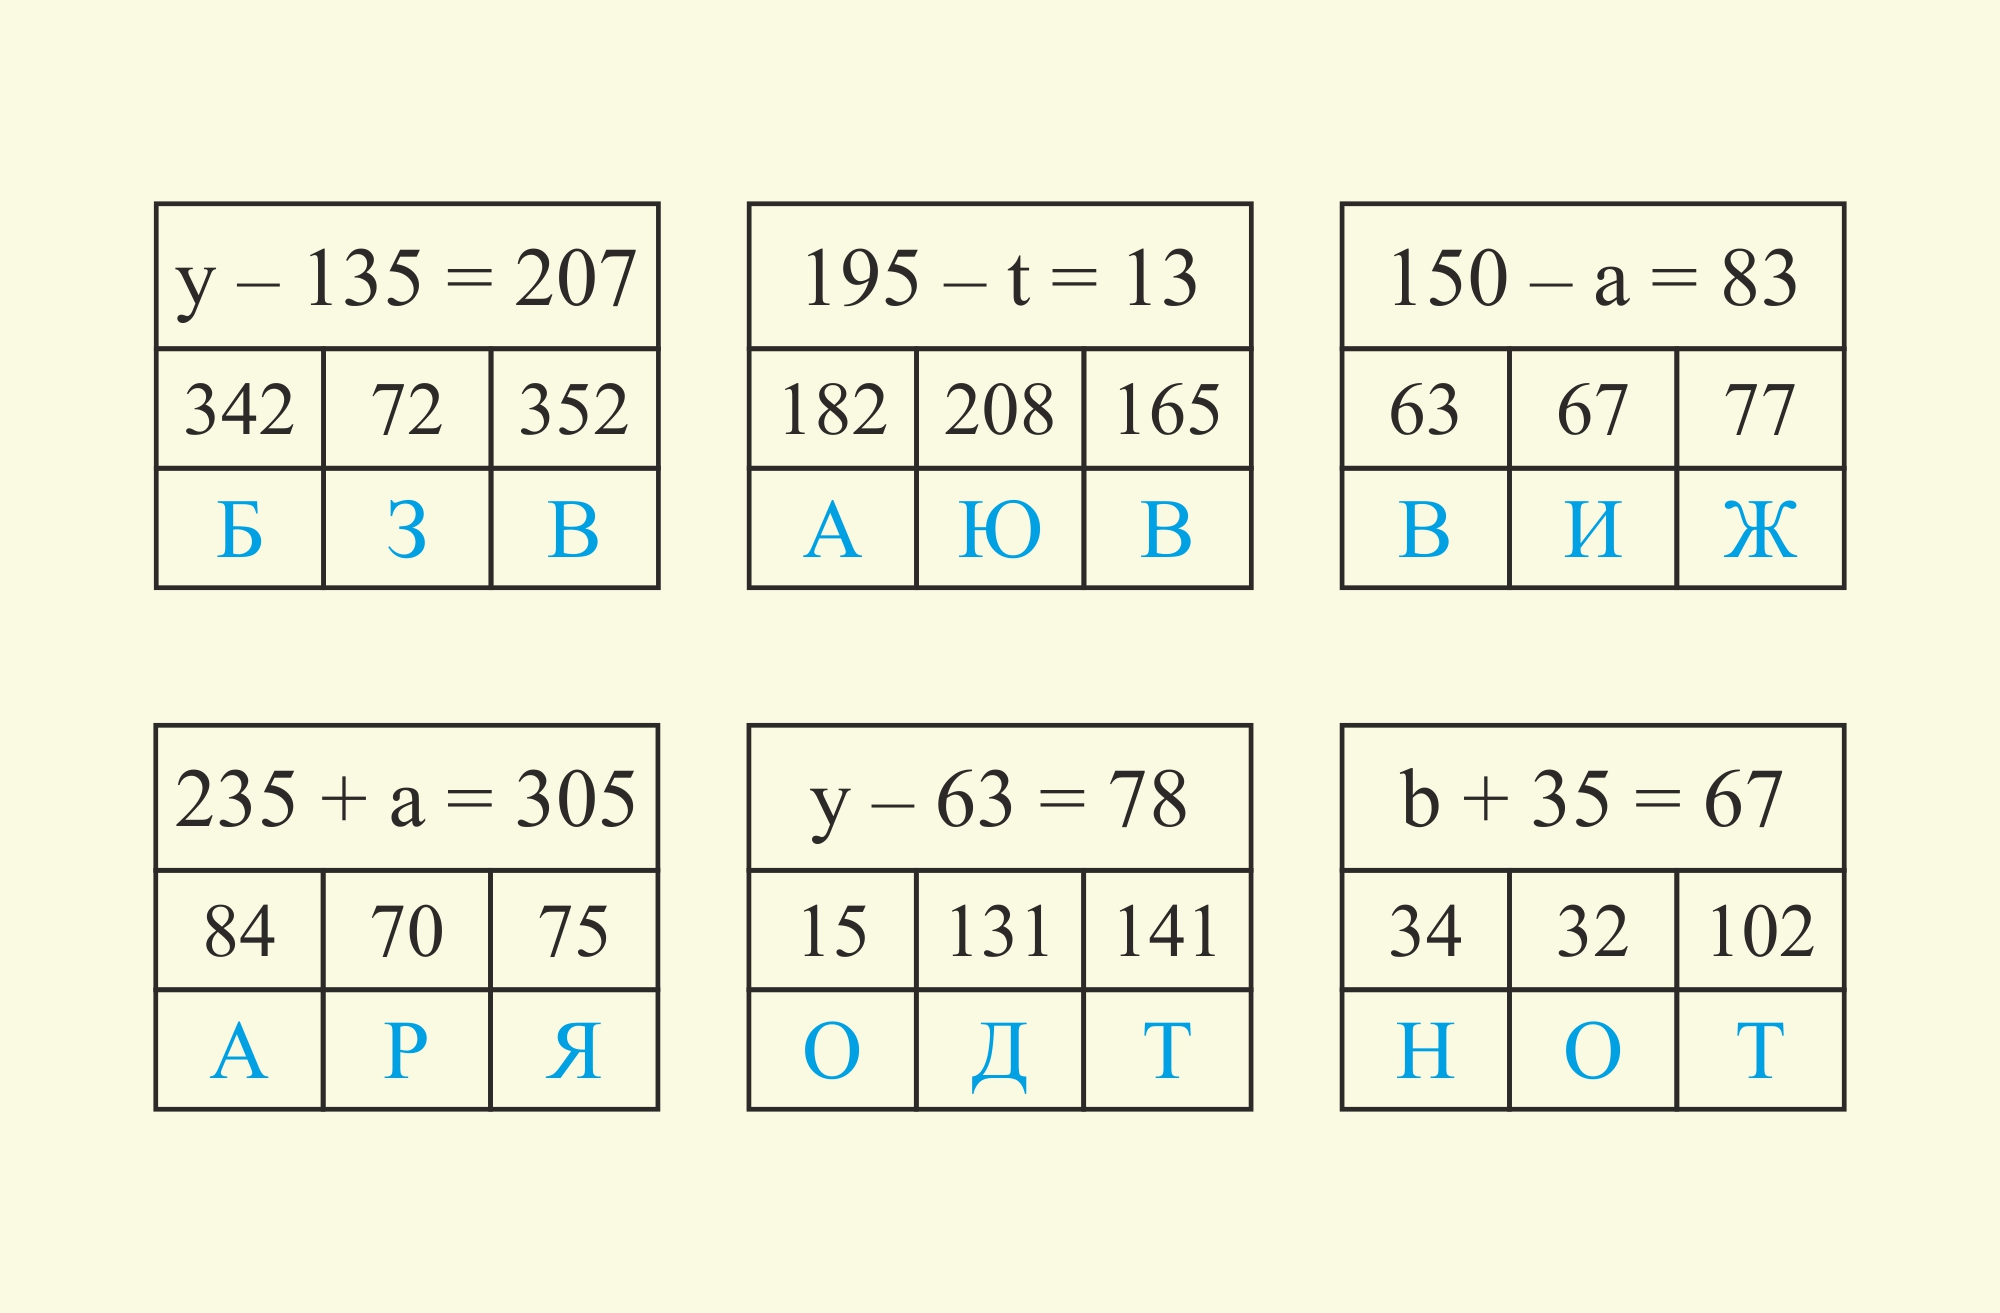 y – 135 = 207
342 72 352
Б З В
195 – t = 13
182 208 165
А Ю В
150 – a = 83
63 67 77
В И Ж
235 + a = 305
84 70 75
А Р Я
y – 63 = 78
15 131 141
О Д Т
b + 35 = 67
34 32 102
Н О Т